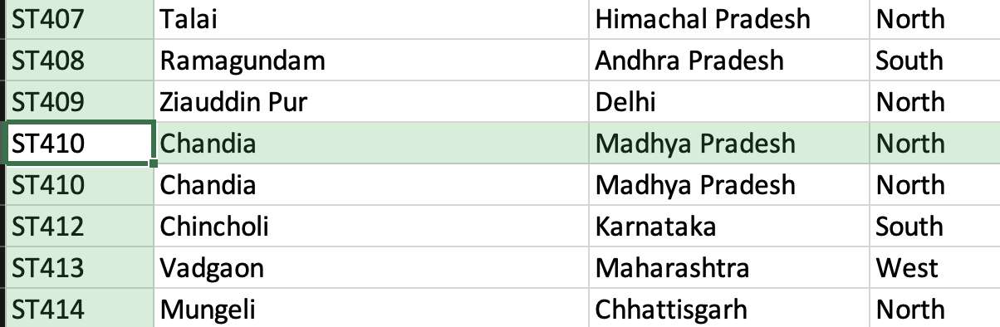 ST407 Talai Himachal Pradesh North
ST408 Ramagundam Andhra Pradesh South
ST409 Ziauddin Pur Delhi North
ST410 Chandia Madhya Pradesh North
ST410 Chandia Madhya Pradesh North
ST412 Chincholi Karnataka South
ST413 Vadgaon Maharashtra West
ST414 Mungeli Chhattisgarh North